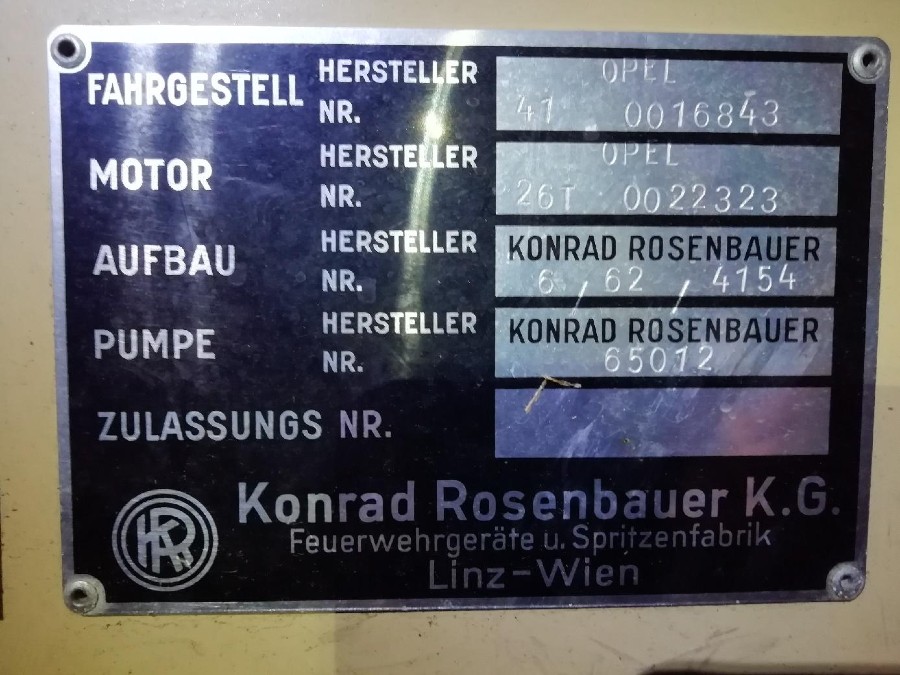 FAHRGESTELL HERSTELLER OPEL
NR. 41 0016843
MOTOR HERSTELLER OPEL
NR. 26T 0022323
AUFBAU HERSTELLER KONRAD ROSENBAUER
NR. 6 / 62 / 4154
PUMPE HERSTELLER KONRAD ROSENBAUER
NR. 65012
ZULASSUNGS NR.
Konrad Rosenbauer K.G.
Feuerwehrgeräte u. Spritzenfabrik
Linz-Wien